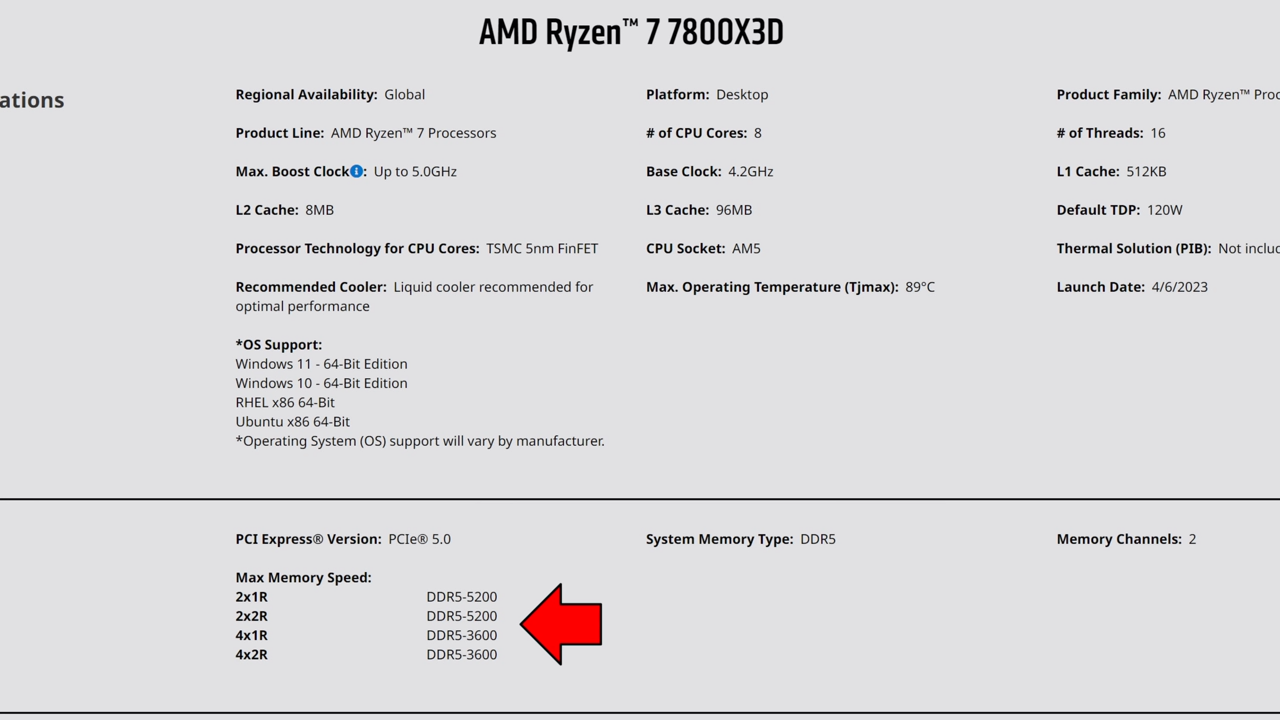 AMD Ryzen™ 7 7800X3D
ations
Regional Availability: Global
Platform: Desktop
Product Family: AMD Ryzen™ Proc
Product Line: AMD Ryzen™ 7 Processors
# of CPU Cores: 8
# of Threads: 16
Max. Boost Clock: Up to 5.0GHz
Base Clock: 4.2GHz
L1 Cache: 512KB
L2 Cache: 8MB
L3 Cache: 96MB
Default TDP: 120W
Processor Technology for CPU Cores: TSMC 5nm FinFET
CPU Socket: AM5
Thermal Solution (PIB): Not includ
Recommended Cooler: Liquid cooler recommended for
optimal performance
Max. Operating Temperature (Tjmax): 89°C
Launch Date: 4/6/2023
*OS Support:
Windows 11 - 64-Bit Edition
Windows 10 - 64-Bit Edition
RHEL x86 64-Bit
Ubuntu x86 64-Bit
*Operating System (OS) support will vary by manufacturer.
PCI Express® Version: PCIe® 5.0
System Memory Type: DDR5
Memory Channels: 2
Max Memory Speed:
2x1R DDR5-5200
2x2R DDR5-5200
4x1R DDR5-3600
4x2R DDR5-3600